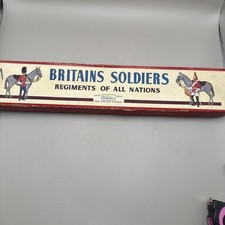 BRITAINS SOLDIERS
REGIMENTS OF ALL NATIONS